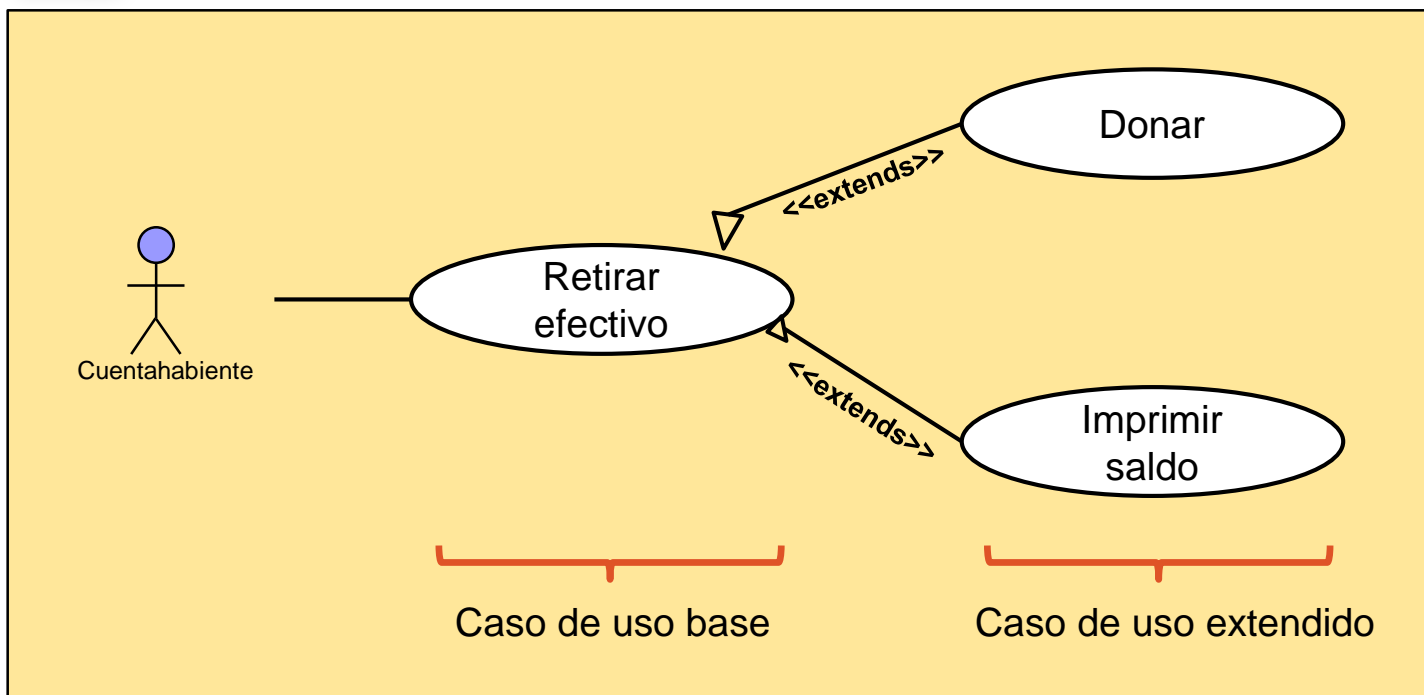 Donar
<<extends>>
Retirar
efectivo
Cuentahabiente
<<extends>>
Imprimir
saldo
Caso de uso base
Caso de uso extendido